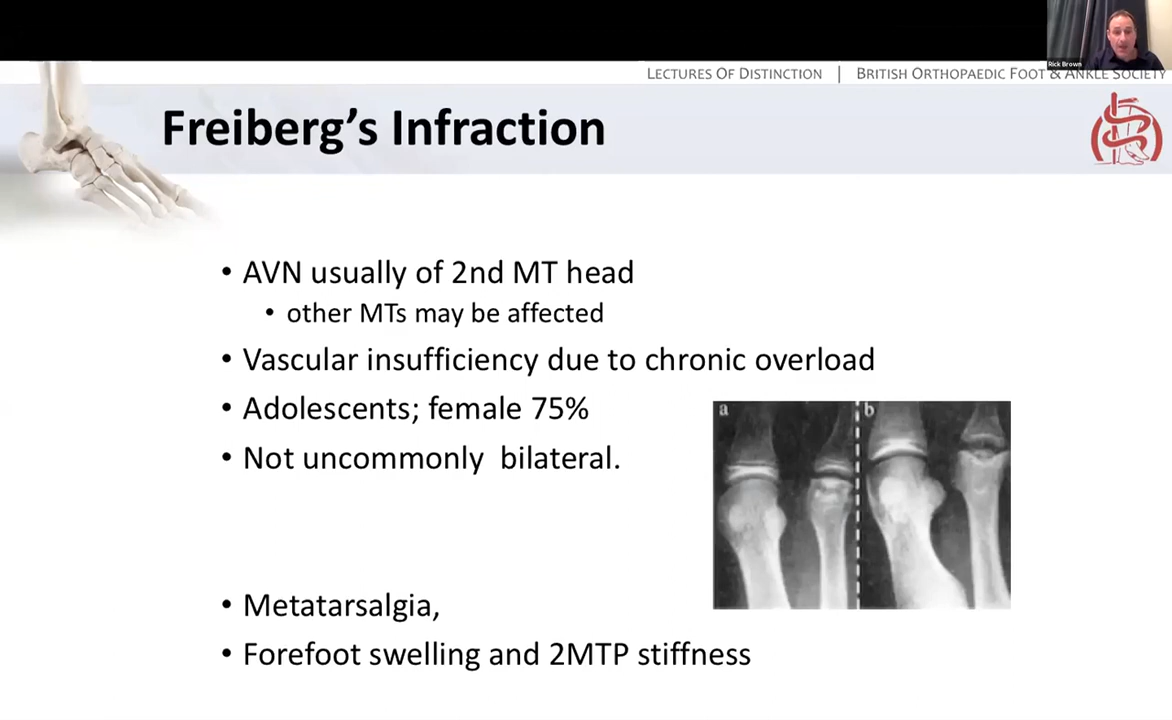 Rick Brown
LECTURES OF DISTINCTION | BRITISH ORTHOPAEDIC FOOT & ANKLE SOCIETY
Freiberg's Infraction
• AVN usually of 2nd MT head
• other MTs may be affected
• Vascular insufficiency due to chronic overload
• Adolescents; female 75%
• Not uncommonly bilateral.
a b
• Metatarsalgia,
• Forefoot swelling and 2MTP stiffness